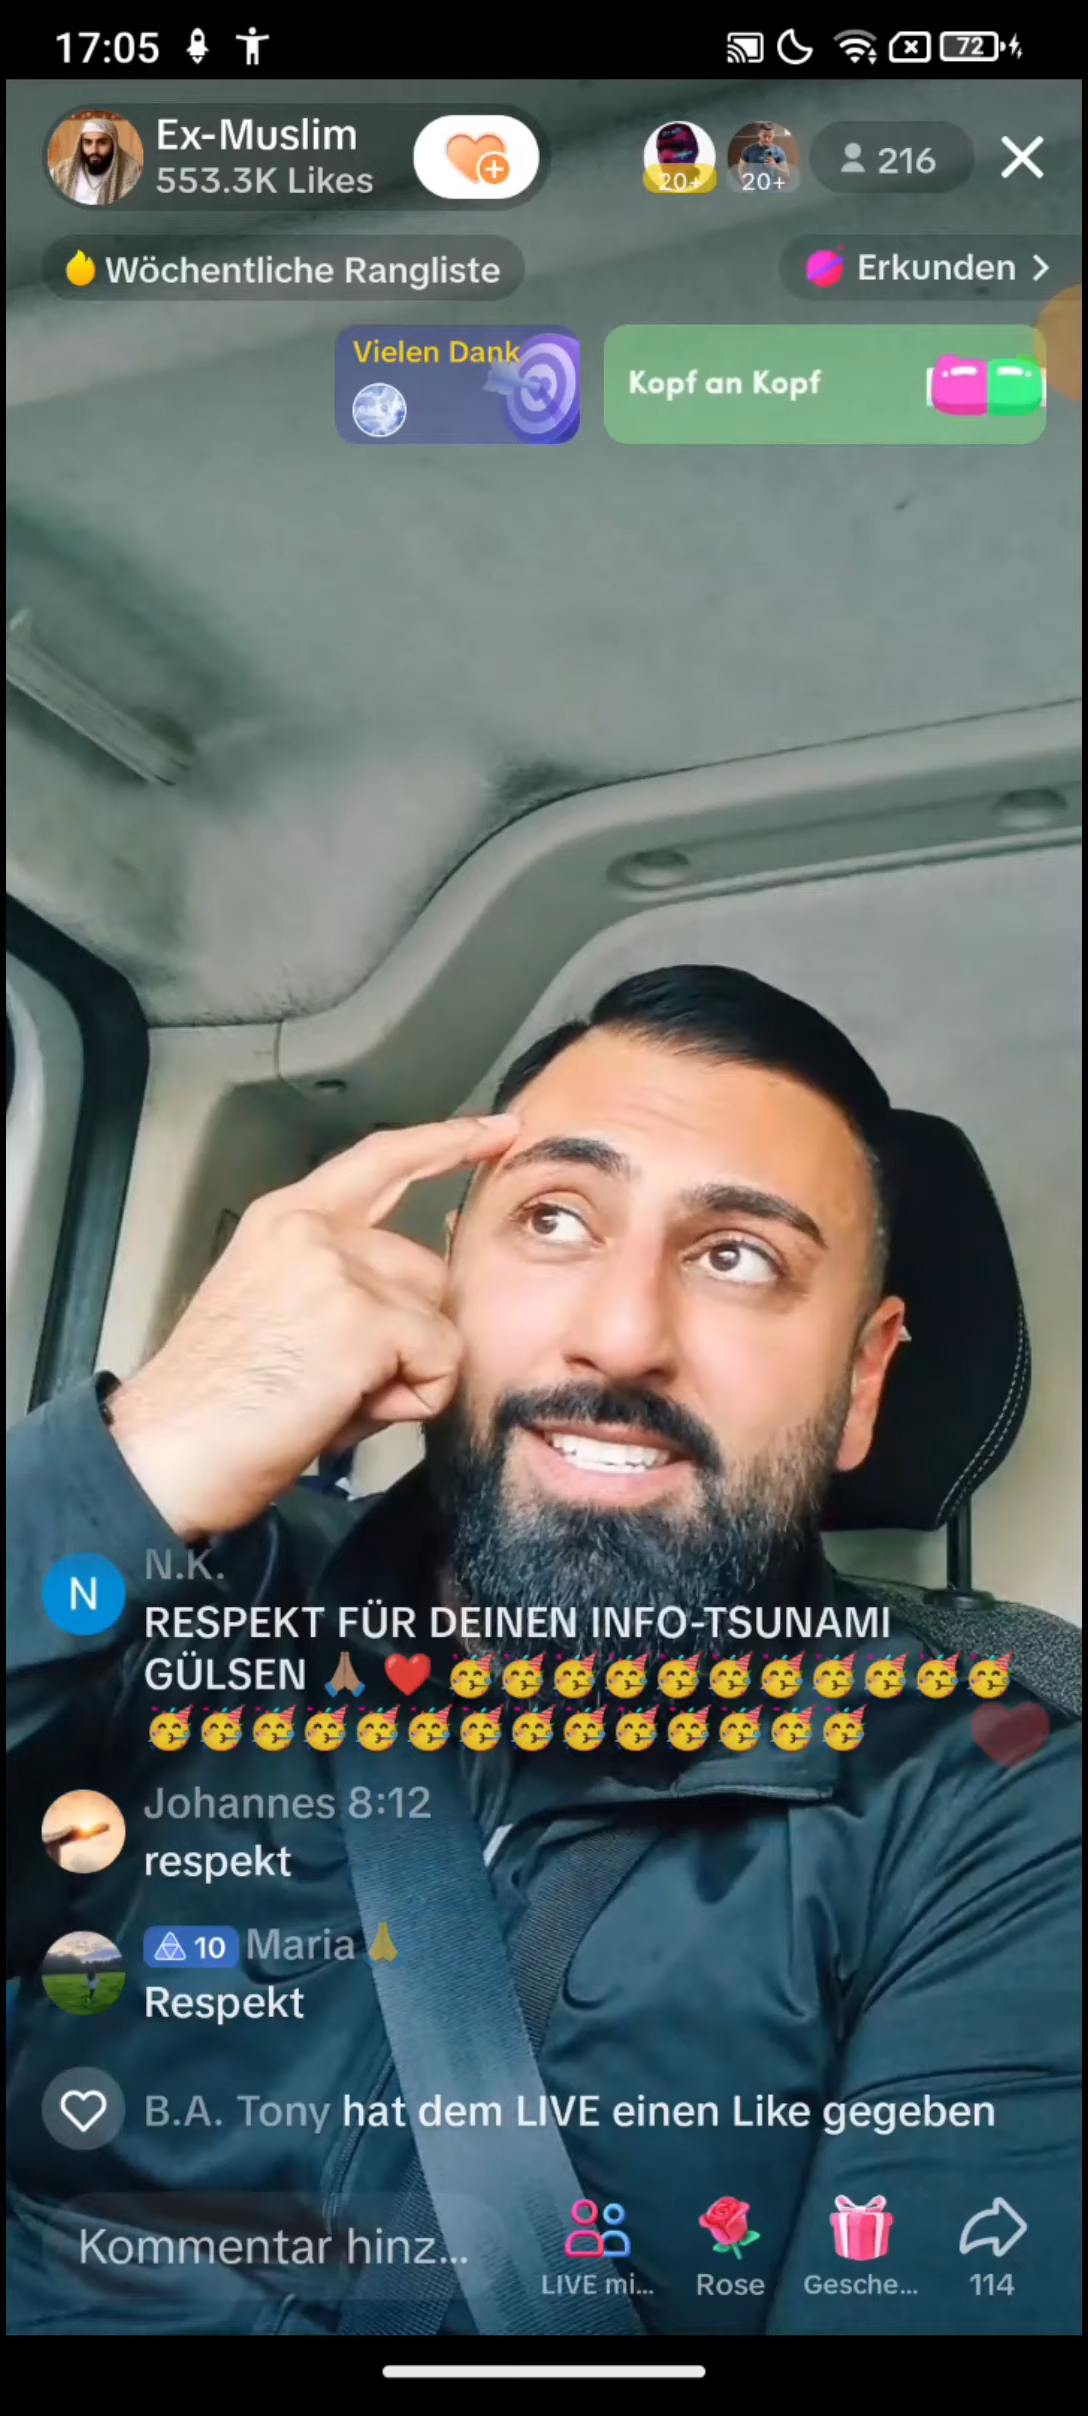 17:05
72
Ex-Muslim
553.3K Likes
20+
20+
216
Wöchentliche Rangliste
Erkunden >
Vielen Dank
Kopf an Kopf
N
N.K.
RESPEKT FÜR DEINEN INFO-TSUNAMI
GÜLSEN 🙏🏽 ❤️ 🥳🥳🥳🥳🥳🥳🥳🥳🥳🥳🥳
🥳🥳🥳🥳🥳🥳🥳🥳🥳🥳🥳🥳🥳🥳
Johannes 8:12
respekt
10 Maria🙏
Respekt
B.A. Tony hat dem LIVE einen Like gegeben
Kommentar hinz...
LIVE mi...
Rose
Gesche...
114